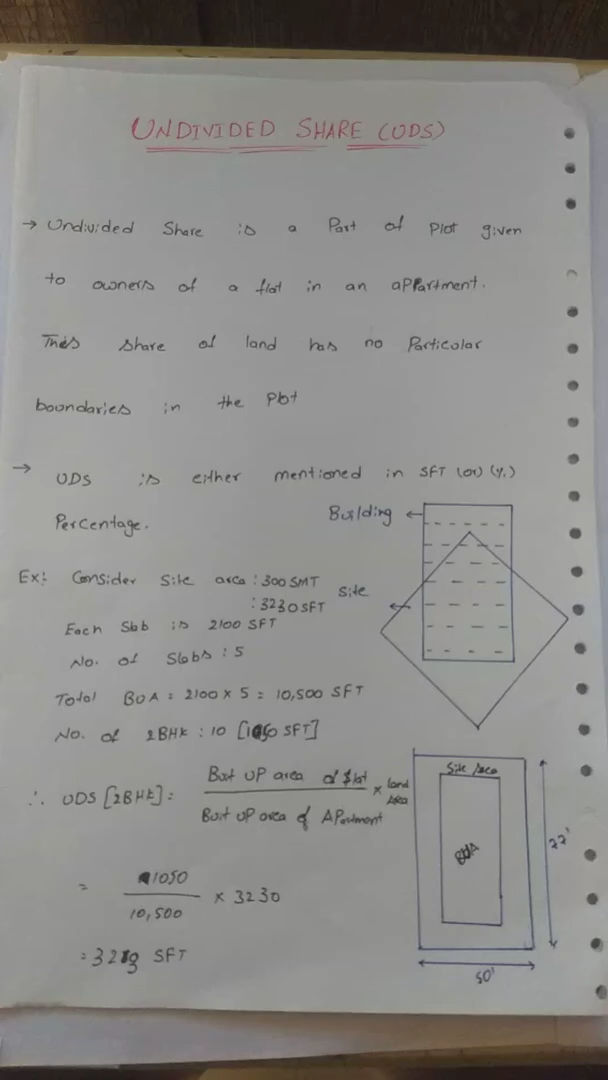 UNDIVIDED SHARE (UDS)
→ Undivided Share is a Part of Plot given
to owners of a flat in an appartment.
This share of land has no Particular
boundaries in the Plot
→ UDS is either mentioned in SFT (or) (%)
Percentage.
Building ←
Ex: Consider Site area : 300 SMT
: 3230 SFT
Site ←
Each Slab is 2100 SFT
No. of Slabs : 5
Total BUA = 2100 x 5 = 10,500 SFT
No. of 2BHK : 10 [1050 SFT]
∴ UDS [2BHK] = Buit UP area of flat / Buit UP area of APartment x land Area
= 1050 / 10,500 x 3230
= 323 SFT
Site Area
BUA
50'